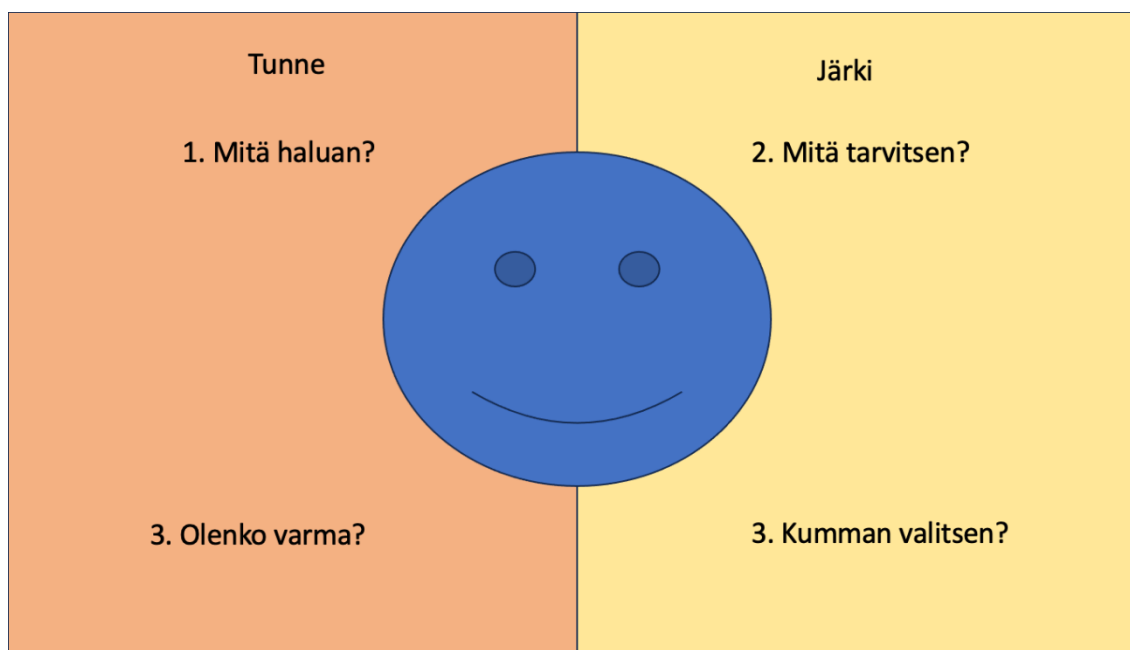 Tunne
Järki
1. Mitä haluan?
2. Mitä tarvitsen?
3. Olenko varma?
3. Kumman valitsen?